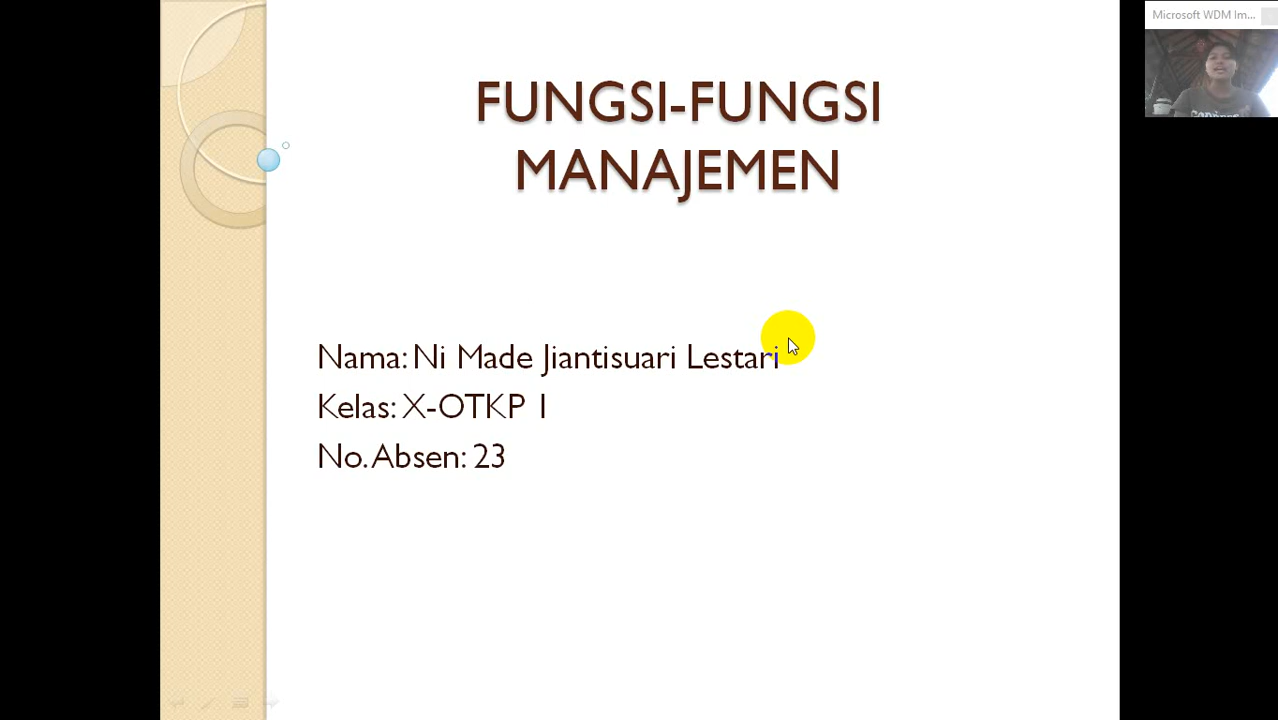 Microsoft WDM Im...
FUNGSI-FUNGSI
MANAJEMEN
Nama: Ni Made Jiantisuari Lestari
Kelas: X-OTKP 1
No. Absen: 23